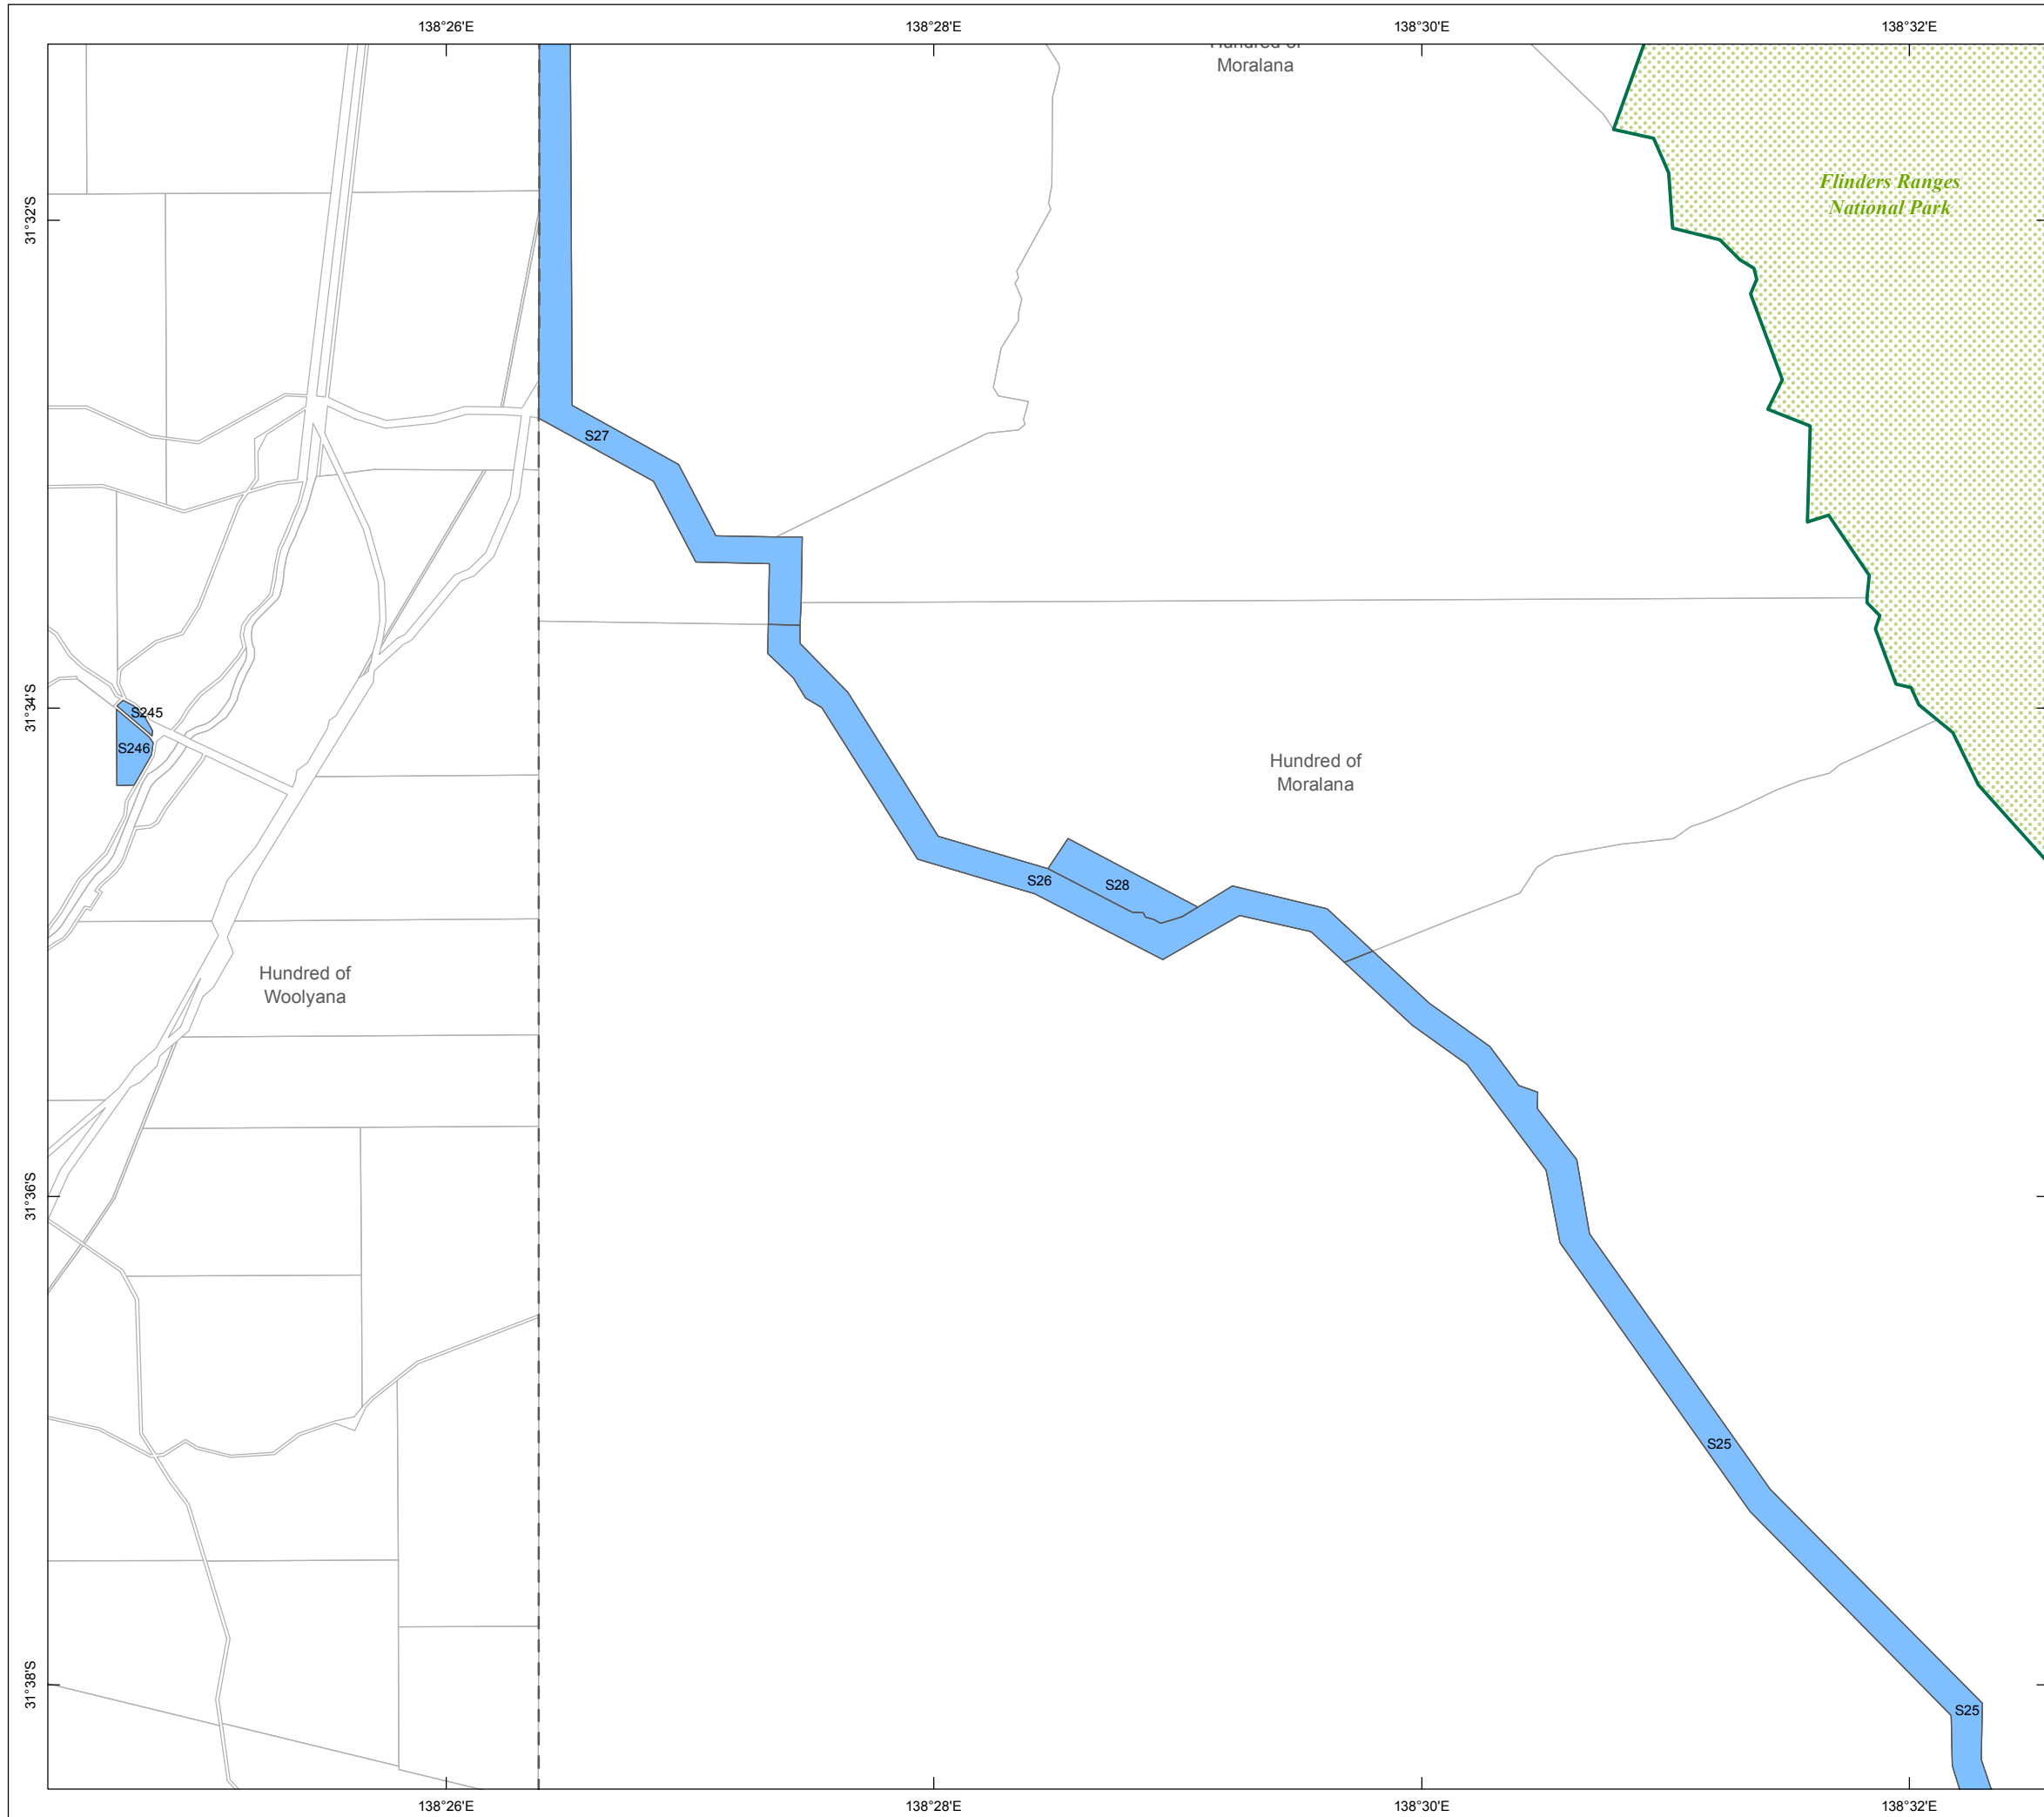 138°26'E
138°28'E
138°30'E
138°32'E
Hundred of
Moralana
Flinders Ranges
National Park
31°32'S
S27
31°34'S
S245
S246
Hundred of
Moralana
S26
S28
Hundred of
Woolyana
31°36'S
S25
31°38'S
S25
138°26'E
138°28'E
138°30'E
138°32'E